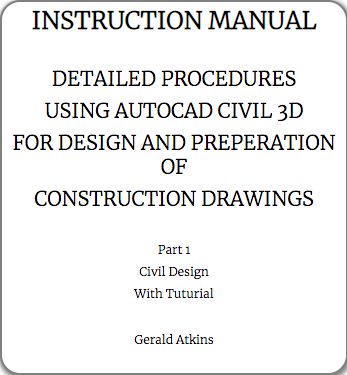 INSTRUCTION MANUAL
DETAILED PROCEDURES
USING AUTOCAD CIVIL 3D
FOR DESIGN AND PREPERATION
OF
CONSTRUCTION DRAWINGS
Part 1
Civil Design
With Tuturial
Gerald Atkins